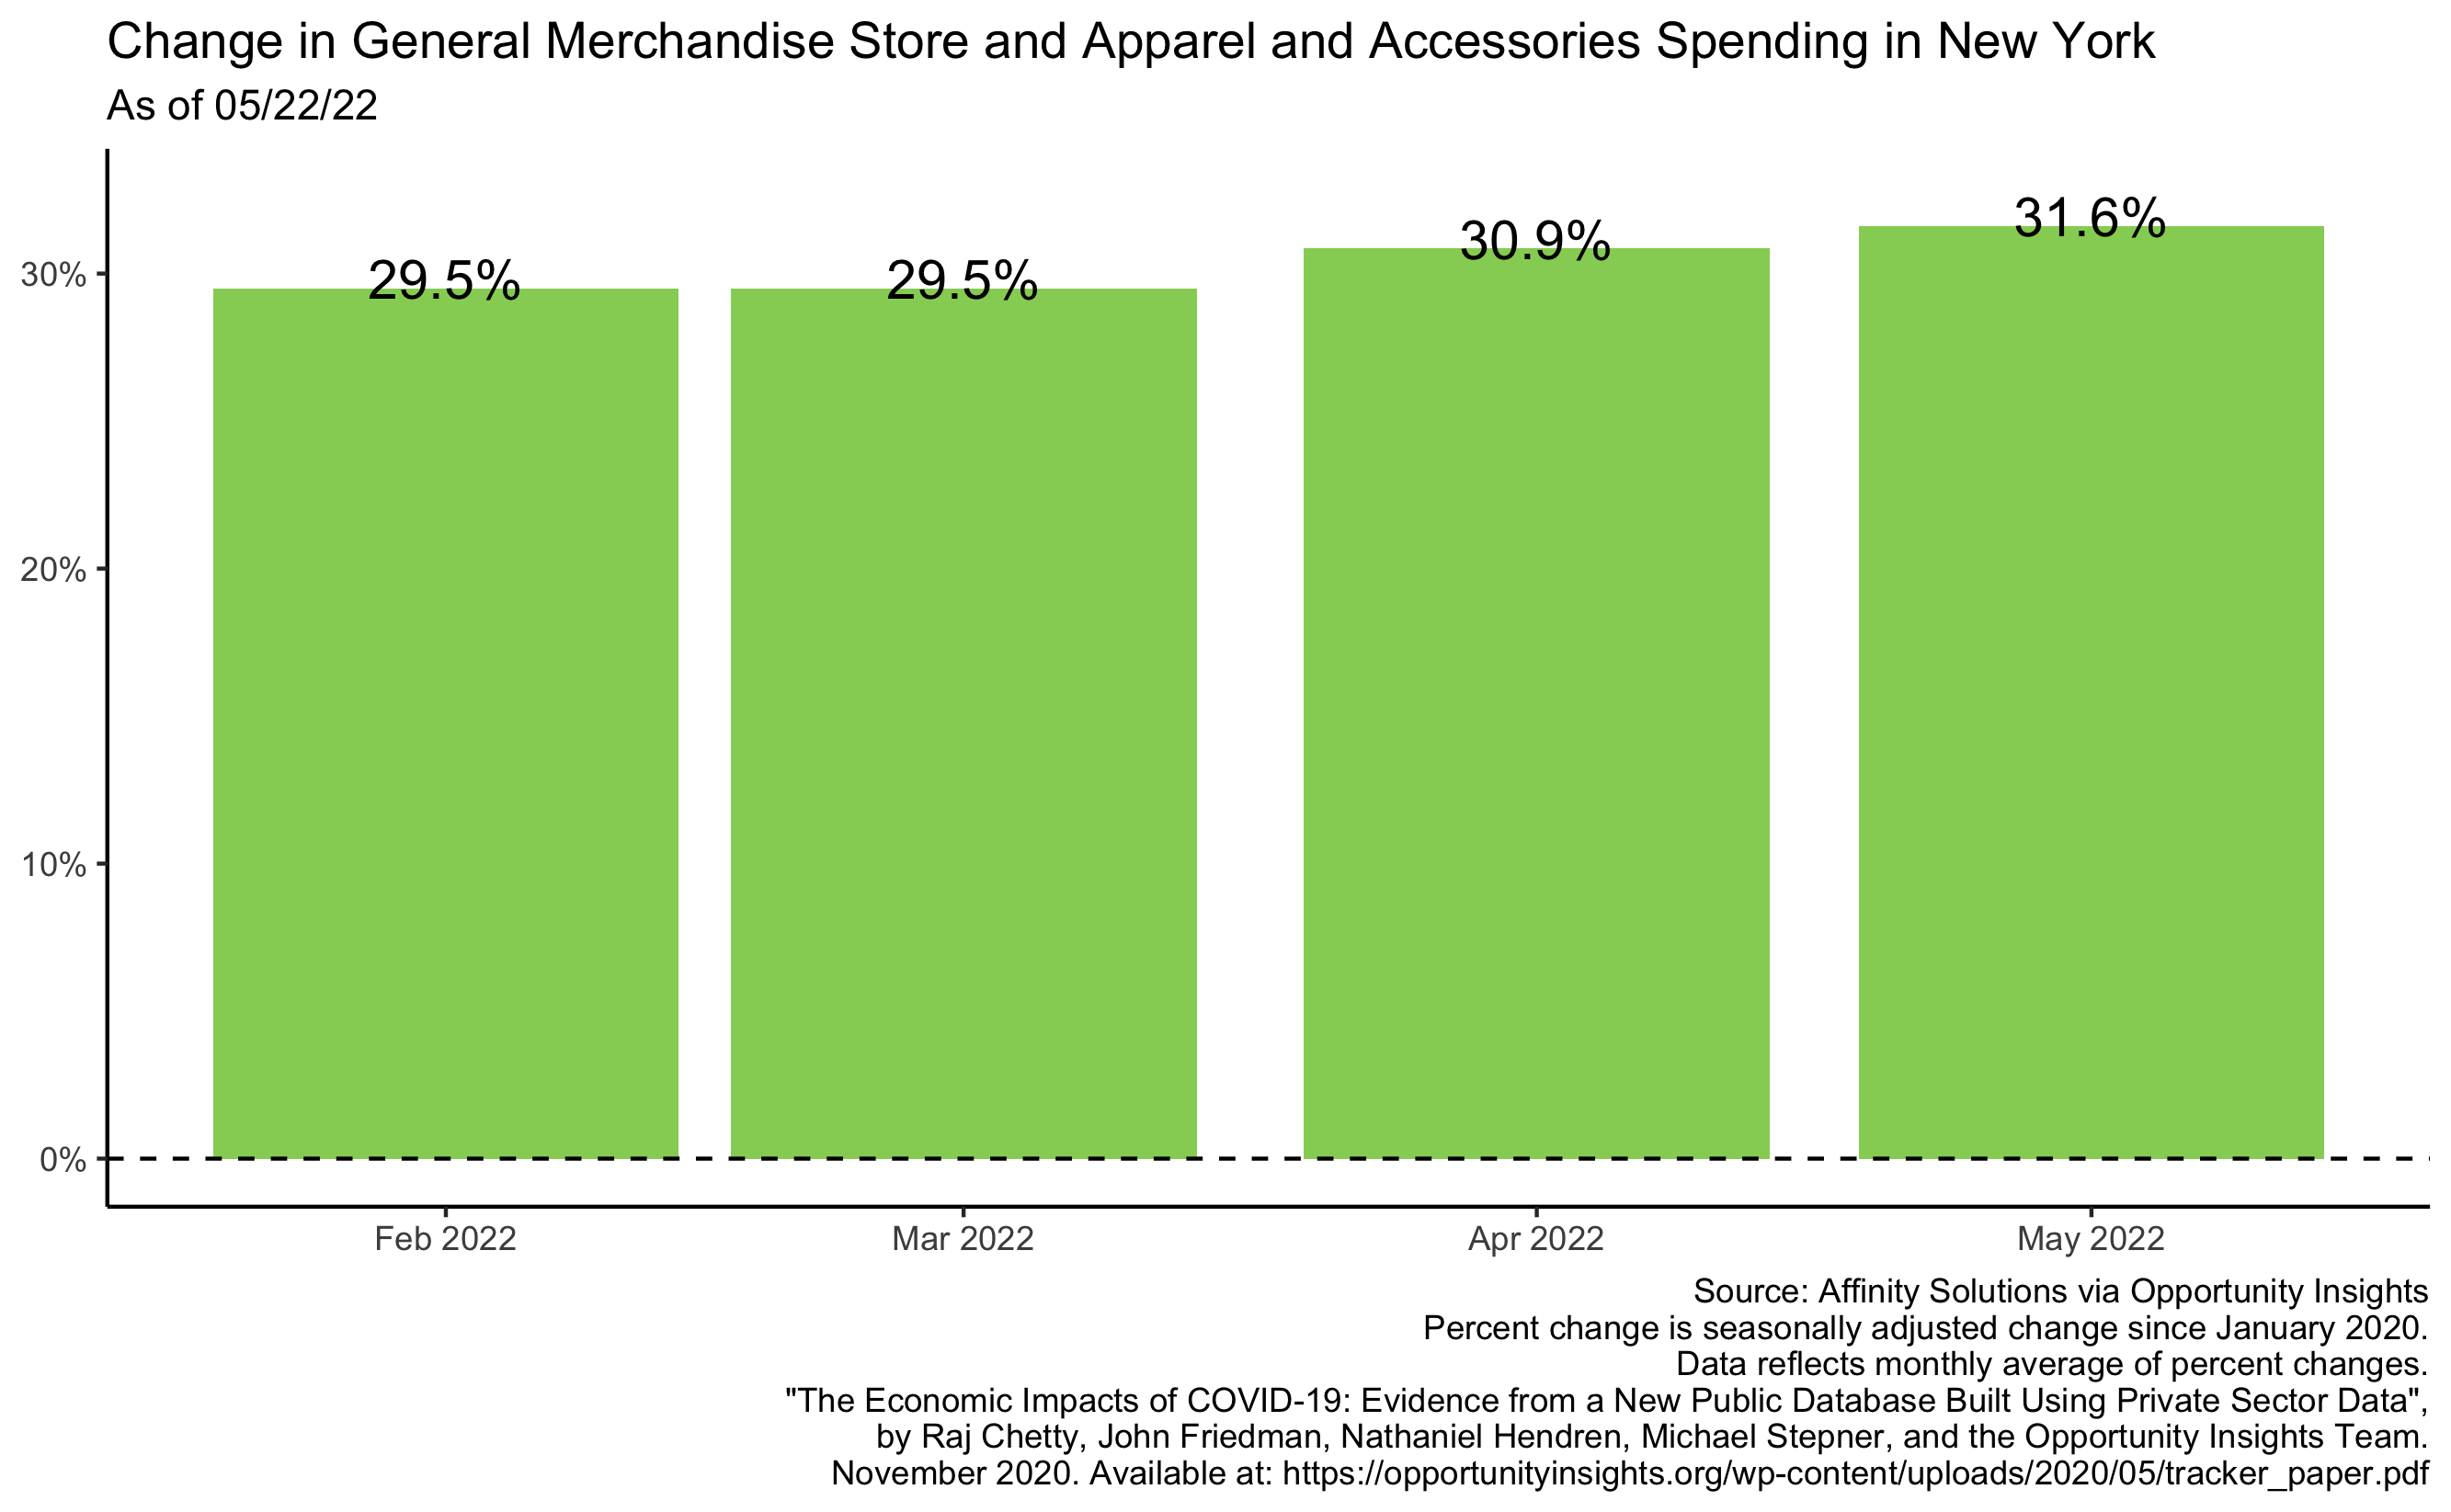 Change in General Merchandise Store and Apparel and Accessories Spending in New York
As of 05/22/22
30%
20%
10%
0%
29.5%
29.5%
30.9%
31.6%
Feb 2022
Mar 2022
Apr 2022
May 2022
Source: Affinity Solutions via Opportunity Insights
Percent change is seasonally adjusted change since January 2020.
Data reflects monthly average of percent changes.
"The Economic Impacts of COVID-19: Evidence from a New Public Database Built Using Private Sector Data",
by Raj Chetty, John Friedman, Nathaniel Hendren, Michael Stepner, and the Opportunity Insights Team.
November 2020. Available at: https://opportunityinsights.org/wp-content/uploads/2020/05/tracker_paper.pdf